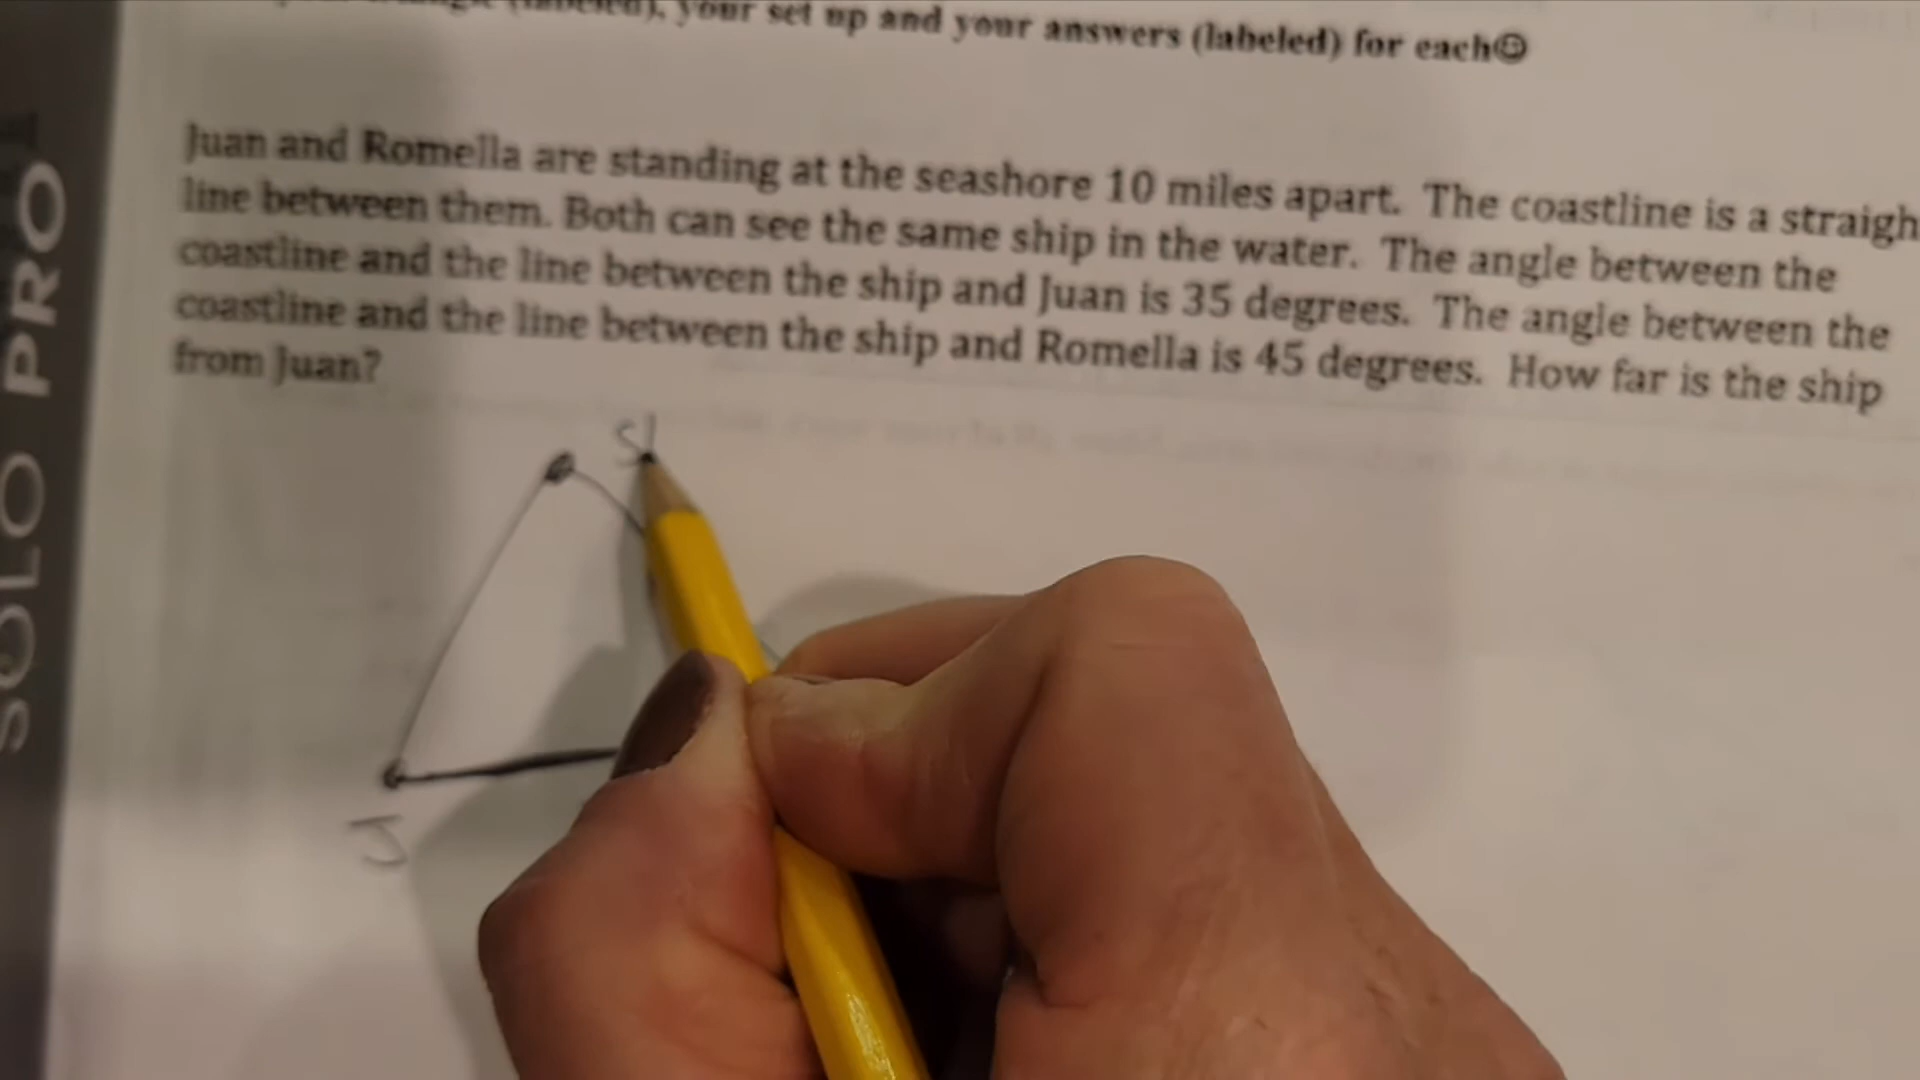 (labeled), your set up and your answers (labeled) for each☺
Juan and Romella are standing at the seashore 10 miles apart. The coastline is a straigh
line between them. Both can see the same ship in the water. The angle between the
coastline and the line between the ship and Juan is 35 degrees. The angle between the
coastline and the line between the ship and Romella is 45 degrees. How far is the ship
from Juan?
J
SOLO PRO